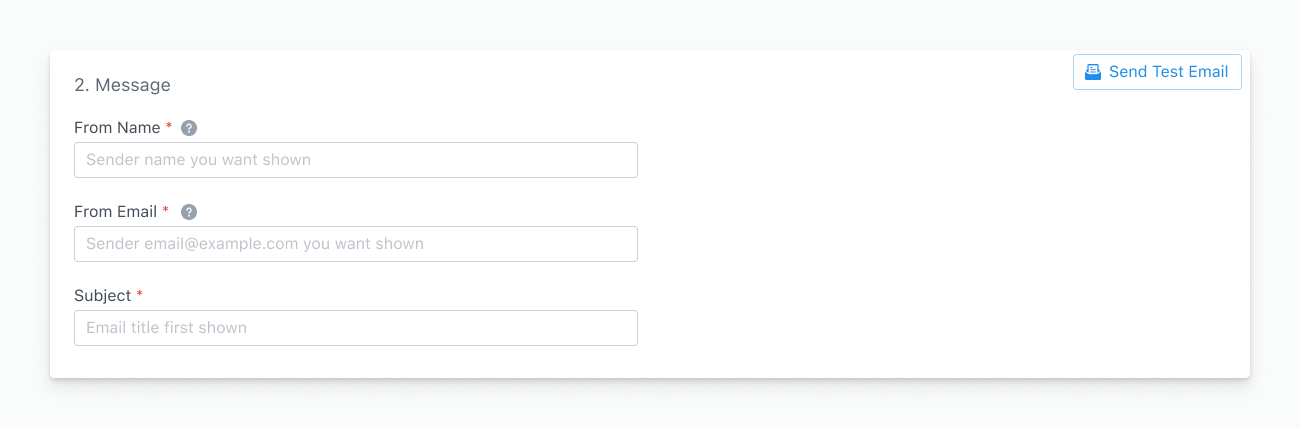 2. Message
Send Test Email
From Name *
Sender name you want shown
From Email *
Sender email@example.com you want shown
Subject *
Email title first shown